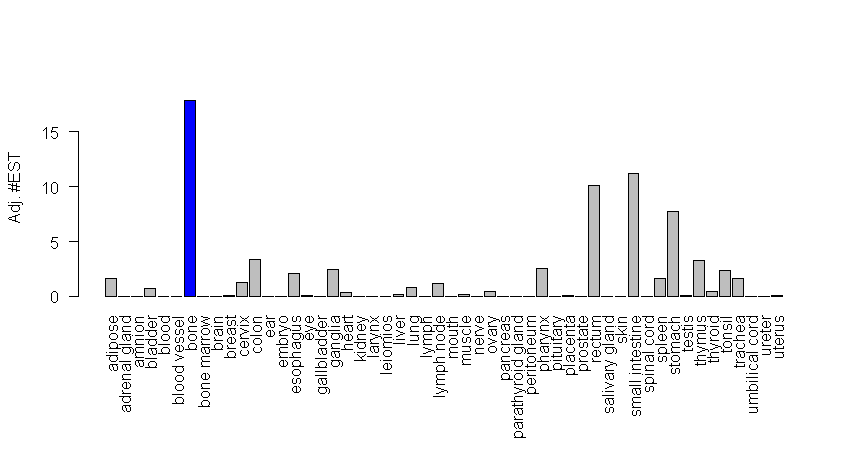 Adj. #EST
15
10
5
0
adipose
adrenal gland
amnion
bladder
blood
blood vessel
bone
bone marrow
brain
breast
cervix
colon
ear
embryo
esophagus
eye
gallbladder
ganglia
heart
kidney
larynx
leiomios
liver
lung
lymph
lymph node
mouth
muscle
nerve
ovary
pancreas
parathyroid gland
peritoneum
pharynx
pituitary
placenta
prostate
rectum
salivary gland
skin
small intestine
spinal cord
spleen
stomach
testis
thymus
thyroid
tonsil
trachea
umbilical cord
ureter
uterus